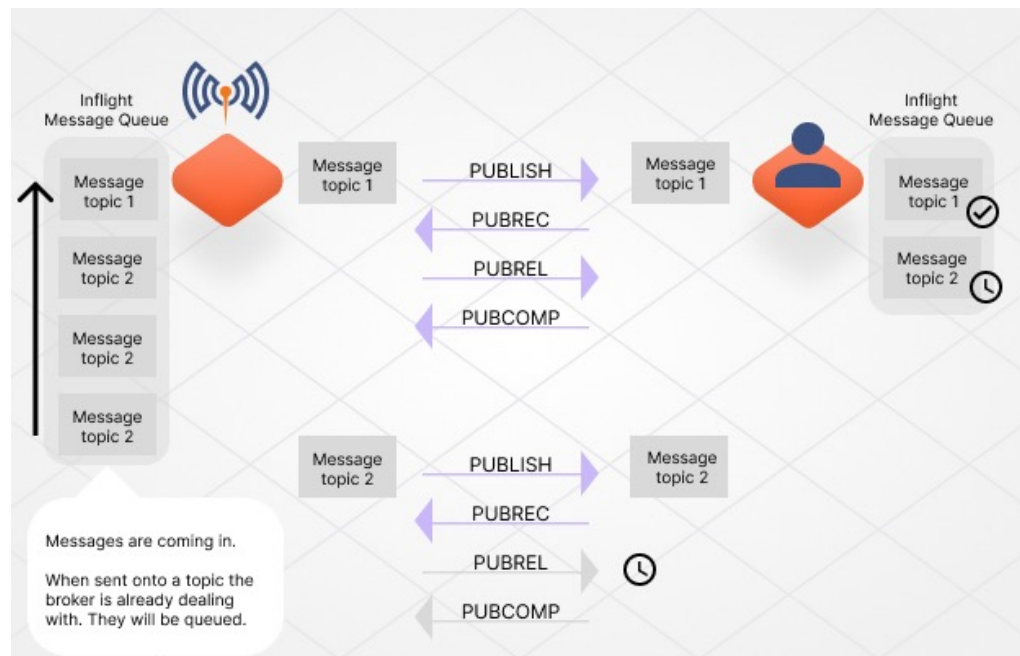 Inflight
Message Queue
Message
topic 1
Message
topic 2
Message
topic 2
Message
topic 2
Messages are coming in.
When sent onto a topic the
broker is already dealing
with. They will be queued.
Message
topic 1
PUBLISH
PUBREC
PUBREL
PUBCOMP
Message
topic 1
Inflight
Message Queue
Message
topic 1
Message
topic 2
Message
topic 2
PUBLISH
PUBREC
PUBREL
PUBCOMP
Message
topic 2